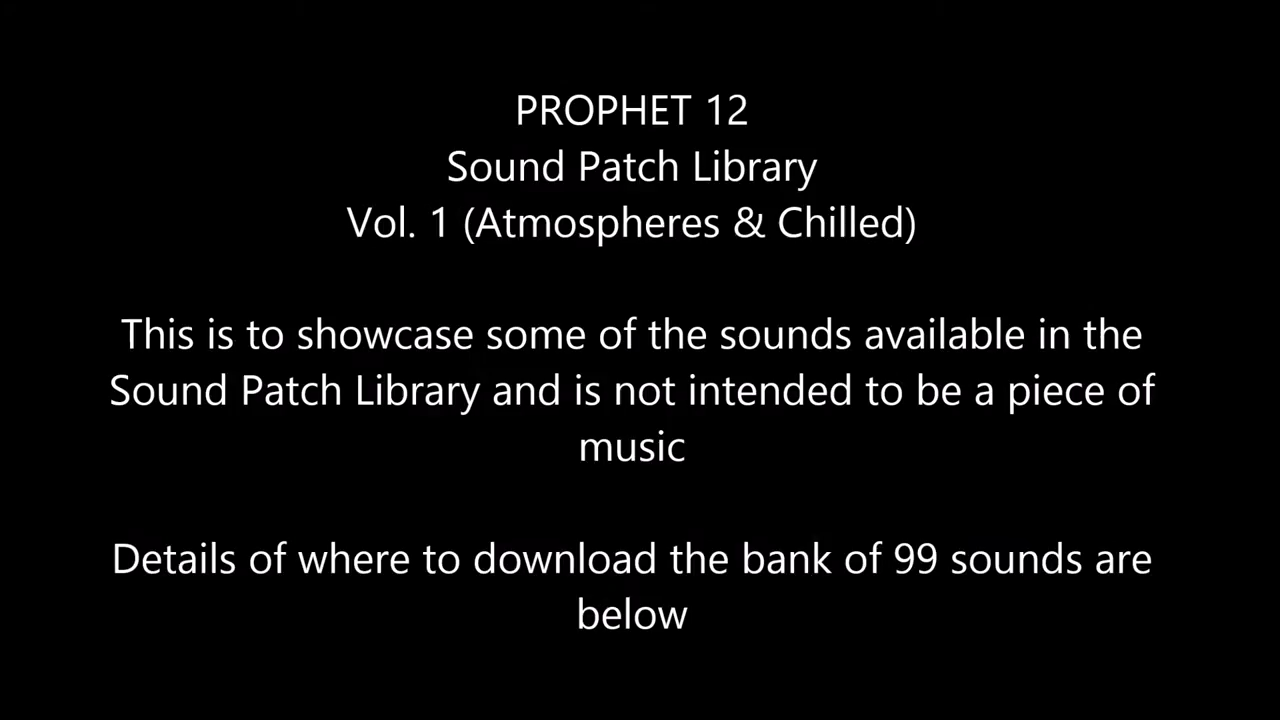 PROPHET 12
Sound Patch Library
Vol. 1 (Atmospheres & Chilled)
This is to showcase some of the sounds available in the
Sound Patch Library and is not intended to be a piece of
music
Details of where to download the bank of 99 sounds are
below